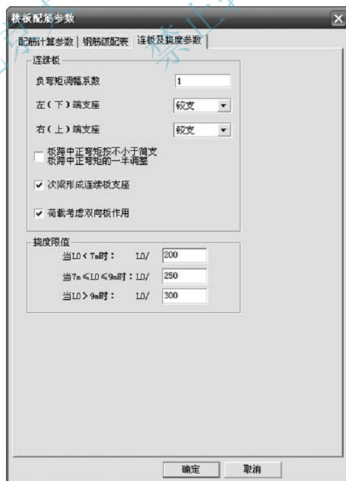 楼板配筋参数
配筋计算参数 钢筋级配表 连板及挠度参数
连续板
负弯矩调幅系数 1
左(下)端支座 铰支
右(上)端支座 铰支
板跨中正弯矩按不小于简支
板跨中正弯矩的一半调整
次梁形成连续板支座
荷载考虑双向板作用
挠度限值
当L0<7m时: L0/ 200
当7m≤L0≤9m时:L0/ 250
当L0>9m时: L0/ 300
确定 取消